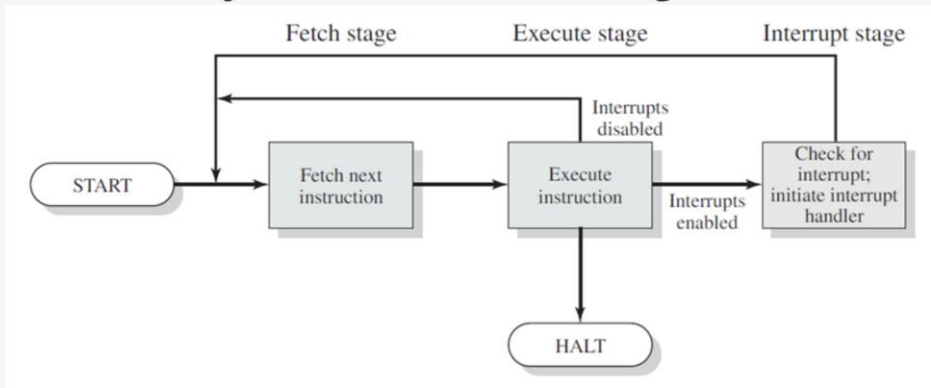 Fetch stage
Execute stage
Interrupt stage
Interrupts
disabled
START
Fetch next
instruction
Execute
instruction
Interrupts
enabled
Check for
interrupt;
initiate interrupt
handler
HALT